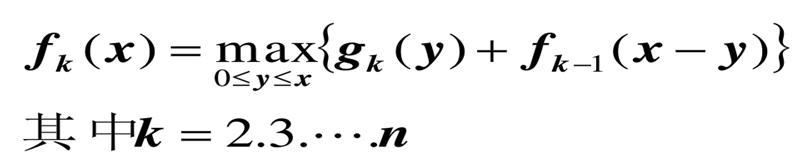 f_k(x) = max_{0≤y≤x}{g_k(y) + f_{k-1}(x − y)}
其中k = 2.3.⋯.n